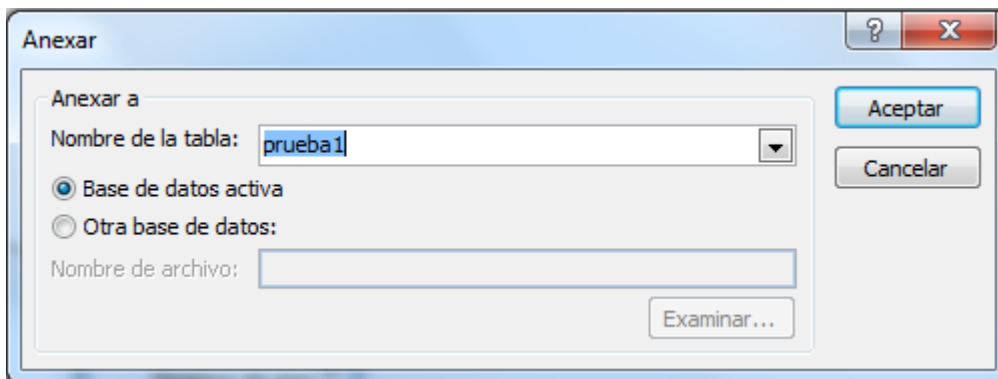 Anexar
Anexar a
Nombre de la tabla: prueba1
Base de datos activa
Otra base de datos:
Nombre de archivo:
Examinar...
Aceptar
Cancelar